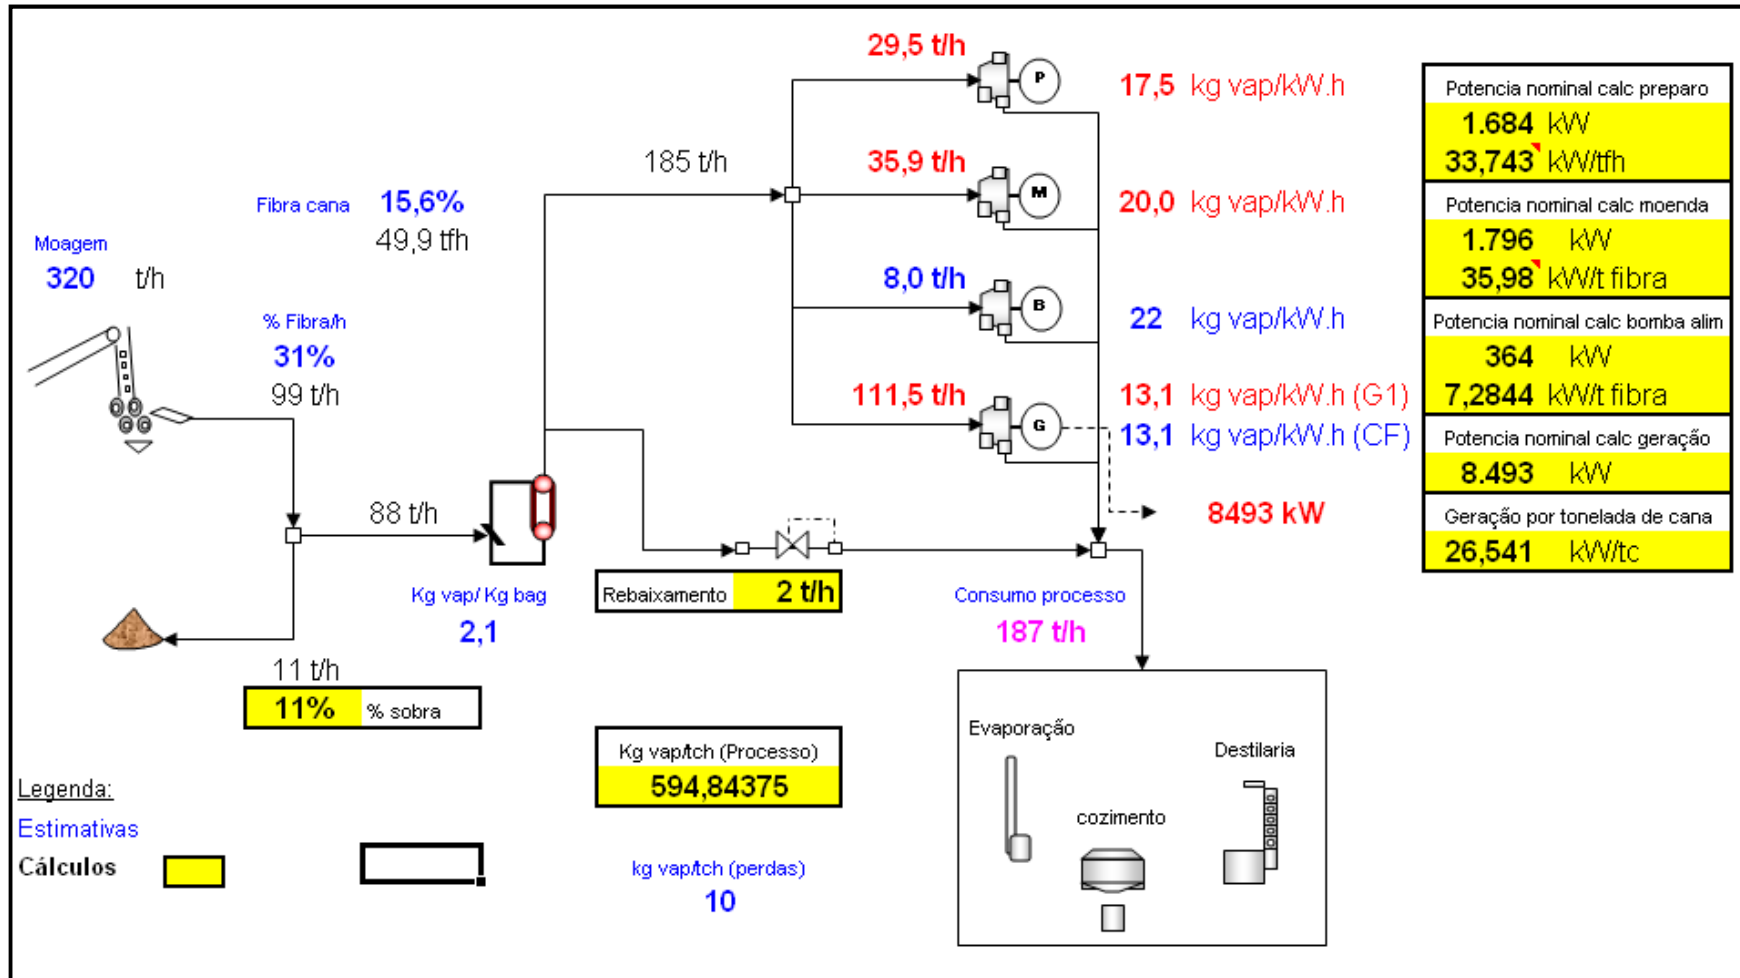 Moagem
320 t/h
Fibra cana 15,6%
49,9 tfh
% Fibra/h
31%
99 t/h
88 t/h
11 t/h
11% % sobra
Kg vap/ Kg bag
2,1
185 t/h
29,5 t/h
P
17,5 kg vap/kW.h
35,9 t/h
M
20,0 kg vap/kW.h
8,0 t/h
B
22 kg vap/kW.h
111,5 t/h
G
13,1 kg vap/kW.h (G1)
13,1 kg vap/kW.h (CF)
8493 kW
Rebaixamento 2 t/h
Consumo processo
187 t/h
Kg vap/tch (Processo)
594,84375
kg vap/tch (perdas)
10
Evaporação
cozimento
Destilaria
Potencia nominal calc preparo
1.684 kW
33,743 kW/tfh
Potencia nominal calc moenda
1.796 kW
35,98 kW/t fibra
Potencia nominal calc bomba alim
364 kW
7,2844 kW/t fibra
Potencia nominal calc geração
8.493 kW
Geração por tonelada de cana
26,541 kW/tc
Legenda:
Estimativas
Cálculos